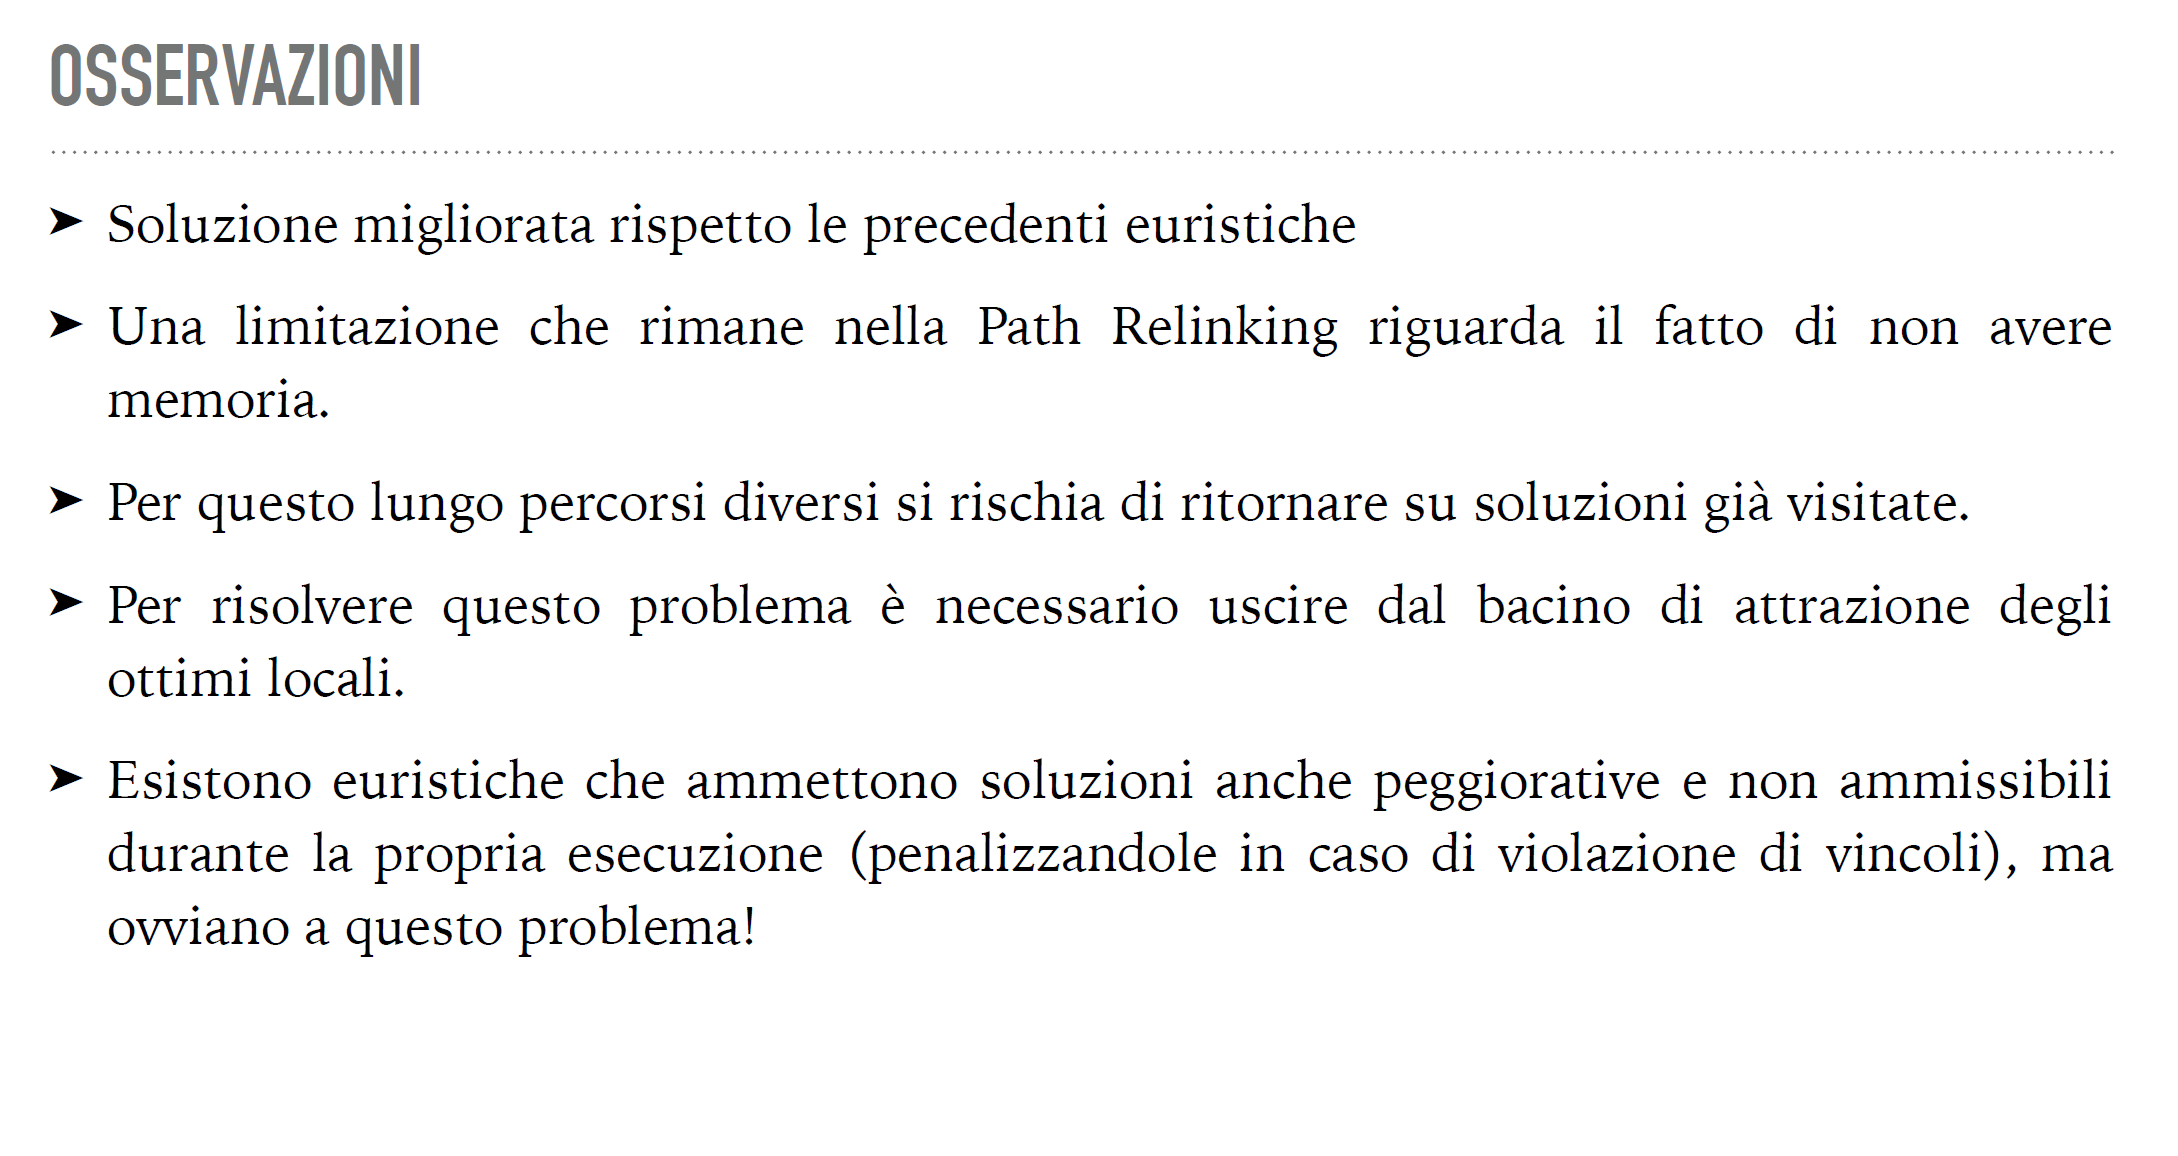 OSSERVAZIONI
➤ Soluzione migliorata rispetto le precedenti euristiche
➤ Una limitazione che rimane nella Path Relinking riguarda il fatto di non avere
memoria.
➤ Per questo lungo percorsi diversi si rischia di ritornare su soluzioni già visitate.
➤ Per risolvere questo problema è necessario uscire dal bacino di attrazione degli
ottimi locali.
➤ Esistono euristiche che ammettono soluzioni anche peggiorative e non ammissibili
durante la propria esecuzione (penalizzandole in caso di violazione di vincoli), ma
ovviano a questo problema!